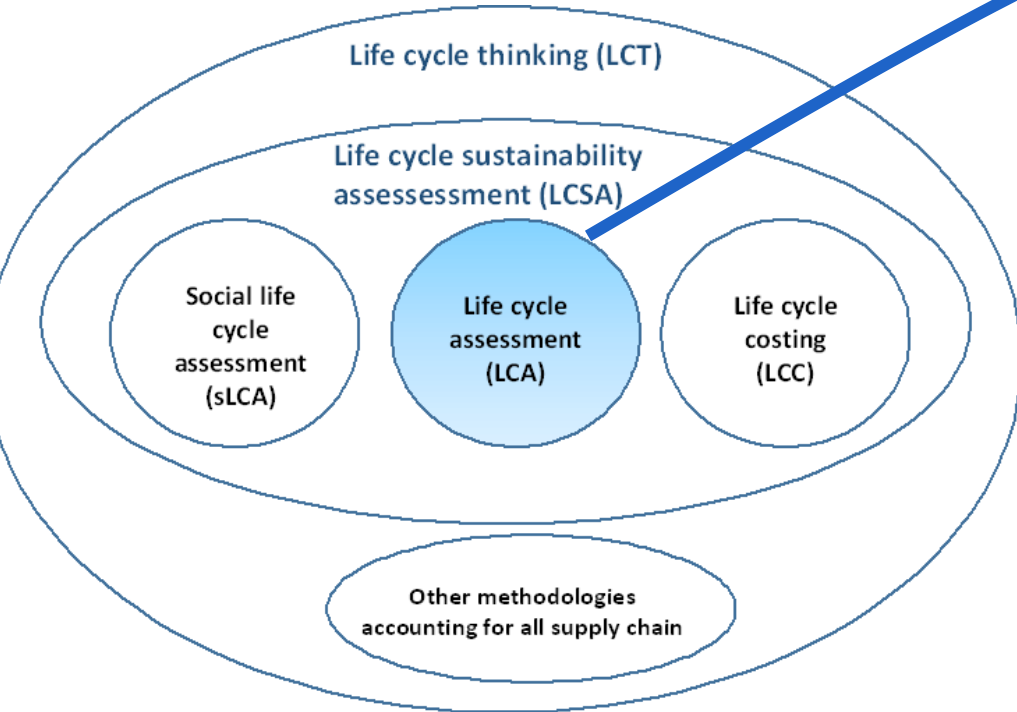 Life cycle thinking (LCT)
Life cycle sustainability
assessessment (LCSA)
Social life
cycle
assessment
(sLCA)
Life cycle
assessment
(LCA)
Life cycle
costing
(LCC)
Other methodologies
accounting for all supply chain